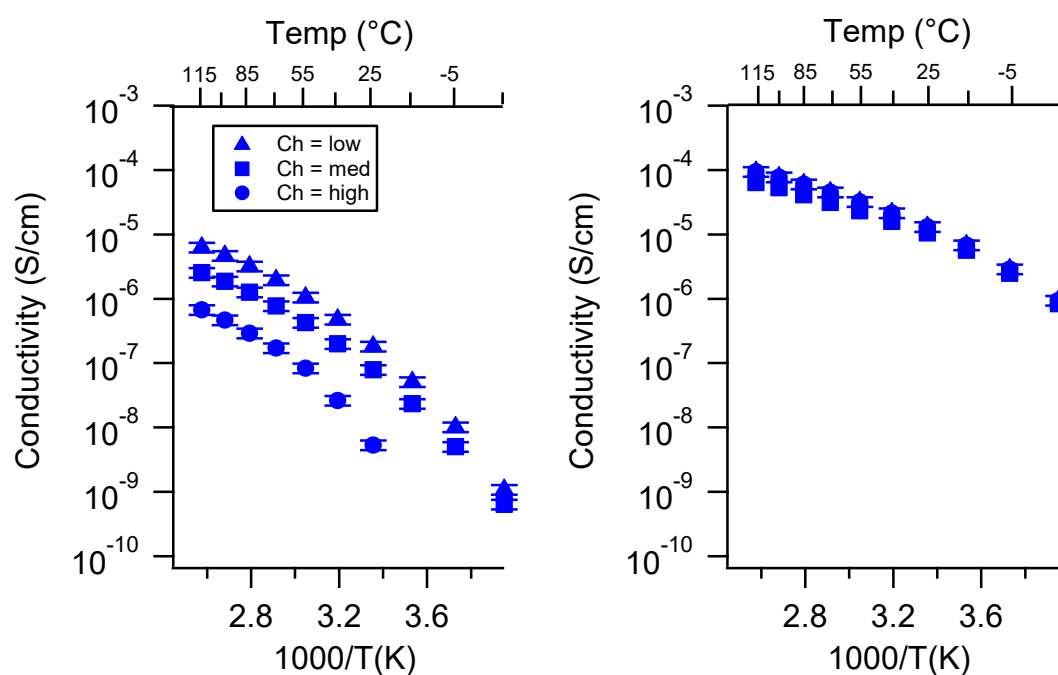 Temp (°C)
115 85 55 25 -5
Conductivity (S/cm)
10⁻³
10⁻⁴
10⁻⁵
10⁻⁶
10⁻⁷
10⁻⁸
10⁻⁹
10⁻¹⁰
Ch = low
Ch = med
Ch = high
2.8 3.2 3.6
1000/T(K)
Temp (°C)
115 85 55 25 -5
Conductivity (S/cm)
10⁻³
10⁻⁴
10⁻⁵
10⁻⁶
10⁻⁷
10⁻⁸
10⁻⁹
10⁻¹⁰
2.8 3.2 3.6
1000/T(K)